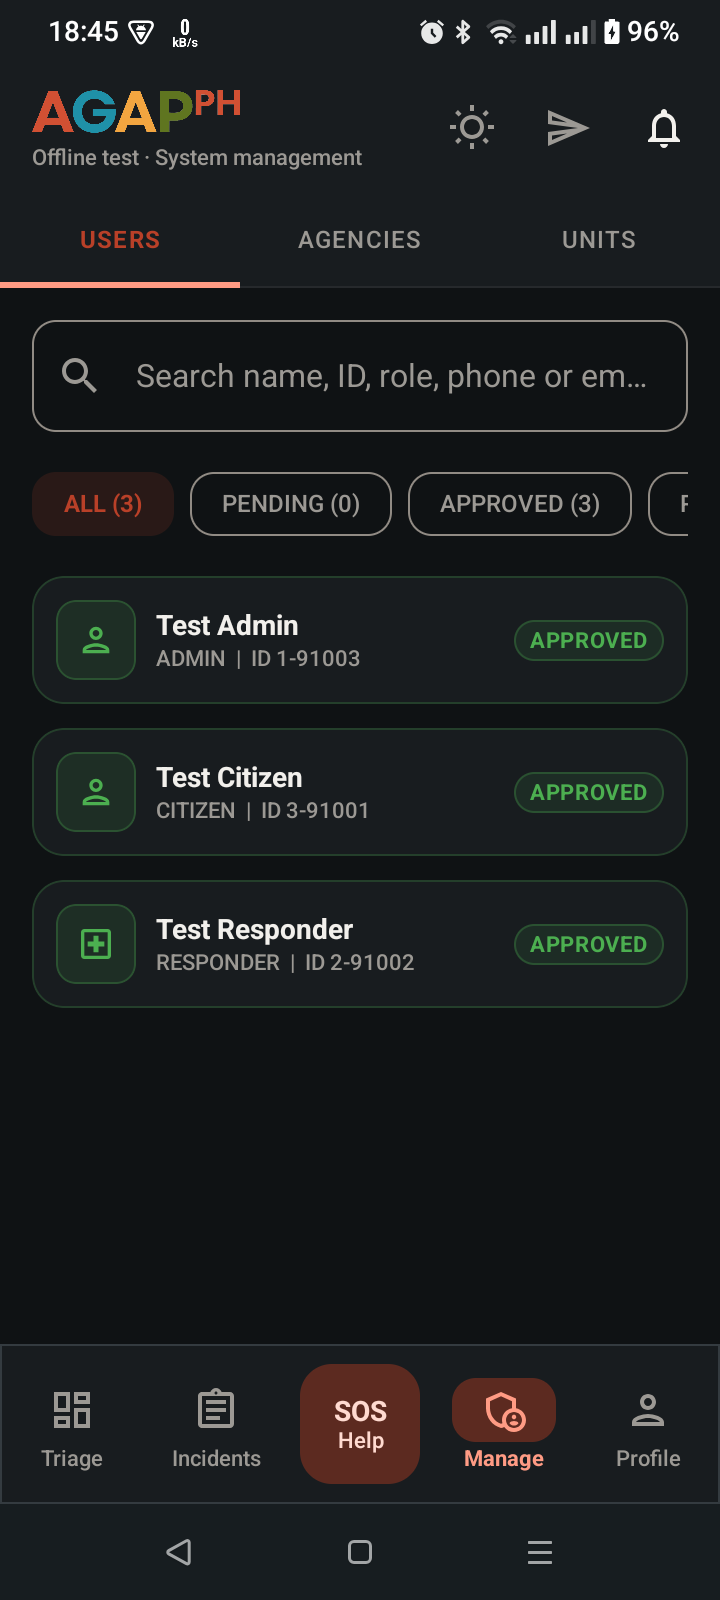 18:45
0
kB/s
96%
AGAPPH
Offline test · System management
USERS
AGENCIES
UNITS
Search name, ID, role, phone or em...
ALL (3)
PENDING (0)
APPROVED (3)
Test Admin
ADMIN | ID 1-91003
APPROVED
Test Citizen
CITIZEN | ID 3-91001
APPROVED
Test Responder
RESPONDER | ID 2-91002
APPROVED
Triage
Incidents
SOS
Help
Manage
Profile